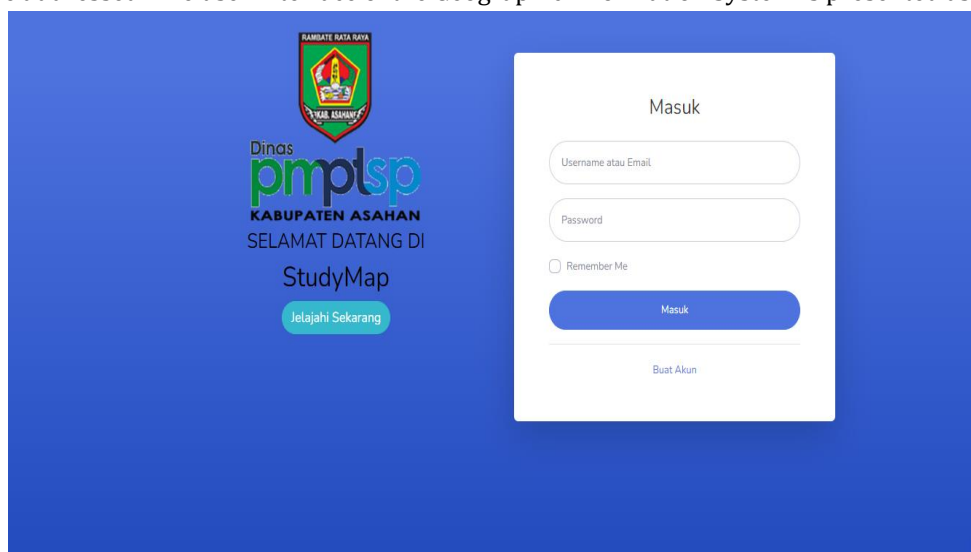 RAMBATE RATA RAYA
KAB. ASAHAN
Dinas
pmptsp
KABUPATEN ASAHAN
SELAMAT DATANG DI
StudyMap
Jelajahi Sekarang
Masuk
Username atau Email
Password
Remember Me
Masuk
Buat Akun